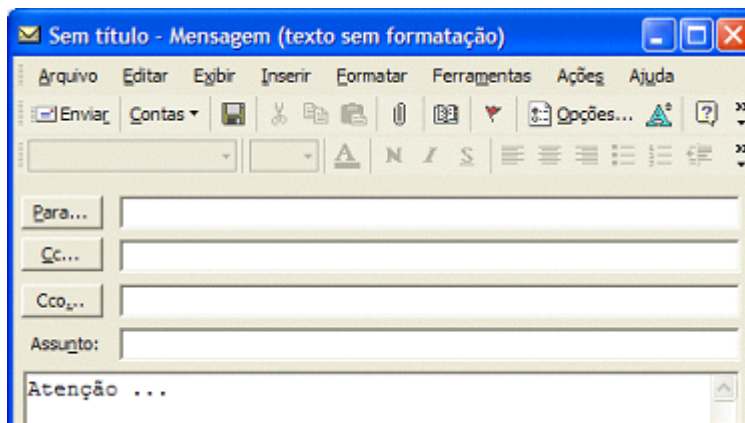 Sem título - Mensagem (texto sem formatação)
Arquivo Editar Exibir Inserir Formatar Ferramentas Ações Ajuda
Enviar Contas Opções...
A N I S
Para...
Cc...
Cco...
Assunto:
Atenção ...